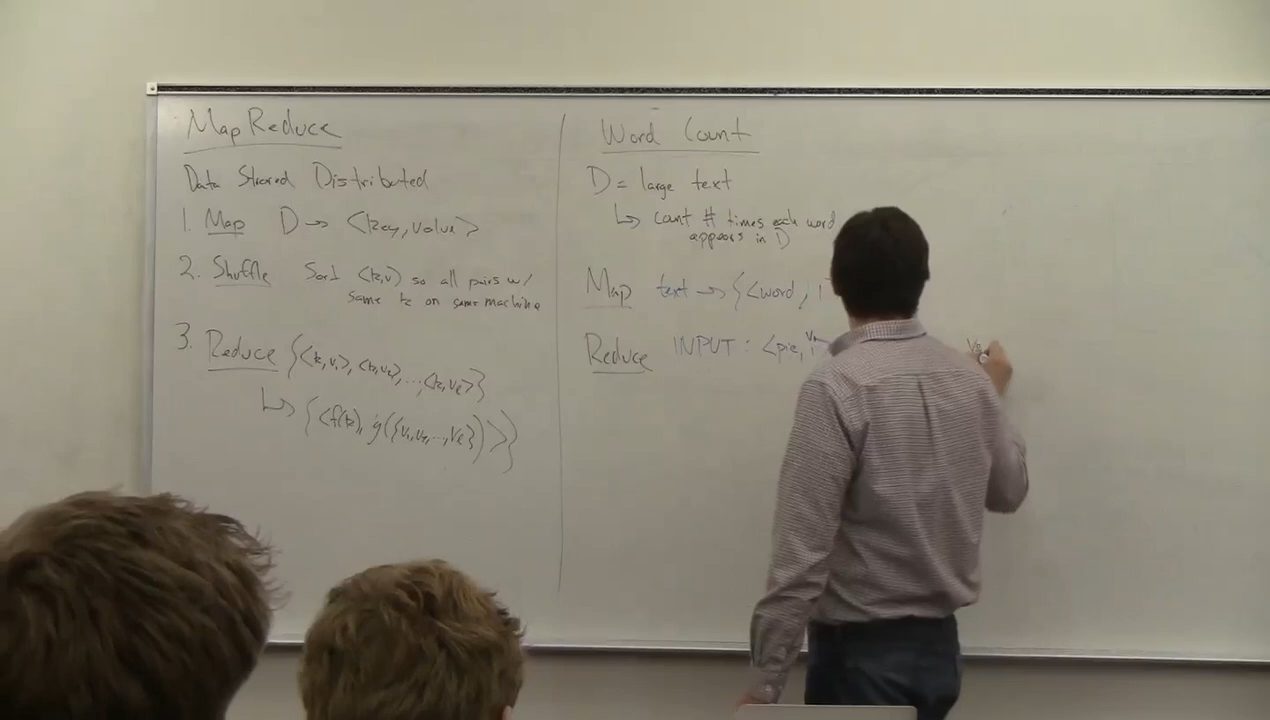 Map Reduce
Data Stored Distributed
1. Map D → <key, value>
2. Shuffle Sort <k,v> so all pairs w/
same k on same machine
3. Reduce {<k,v₁>, <k,v₂>, ..., <k,vₗ>}
↳ {<f(k), g({v₁,v₂,...,vₗ})>}
Word Count
D = large text
↳ count # times each word
appears in D
Map text → {<word, 1
Reduce INPUT : <pie,